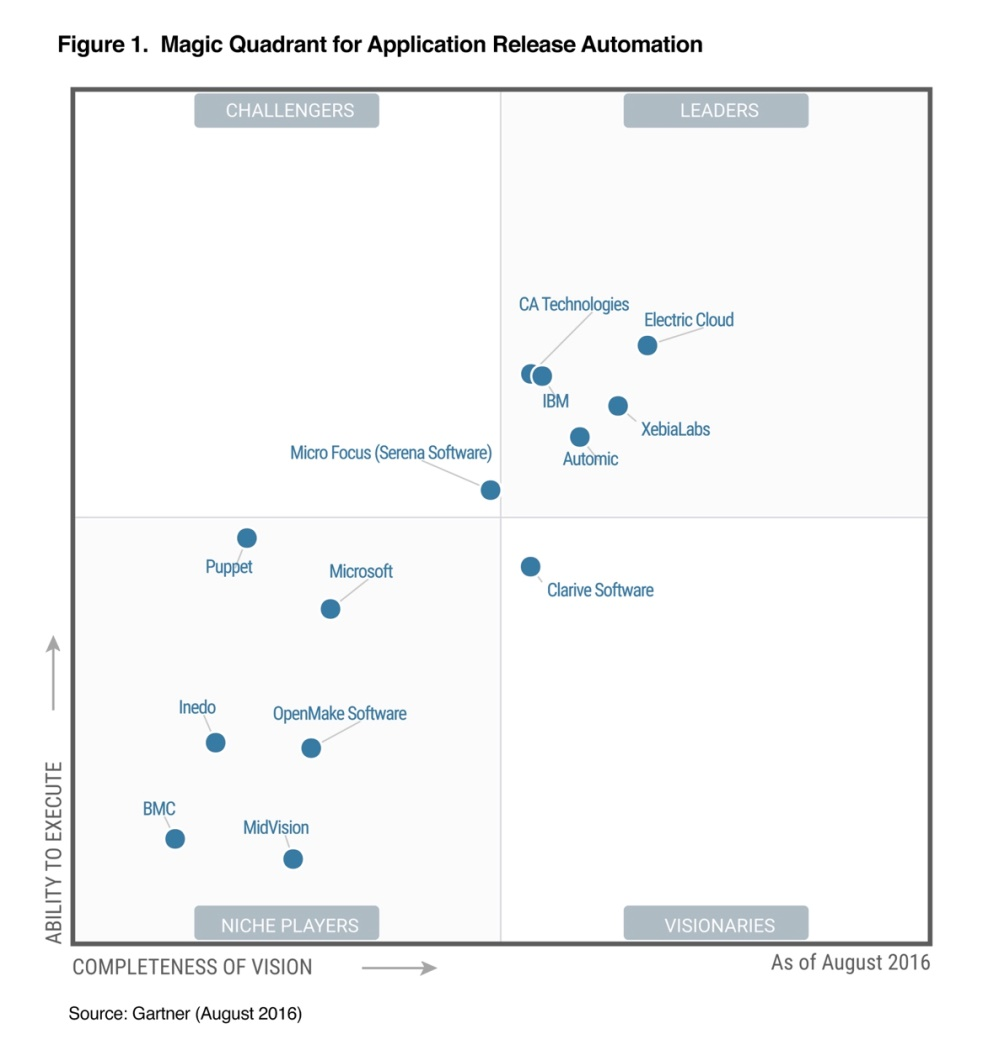 Figure 1. Magic Quadrant for Application Release Automation
CHALLENGERS
LEADERS
CA Technologies
Electric Cloud
IBM
XebiaLabs
Automic
Micro Focus (Serena Software)
Puppet
Microsoft
Clarive Software
Inedo
OpenMake Software
BMC
MidVision
NICHE PLAYERS
VISIONARIES
ABILITY TO EXECUTE
COMPLETENESS OF VISION
As of August 2016
Source: Gartner (August 2016)